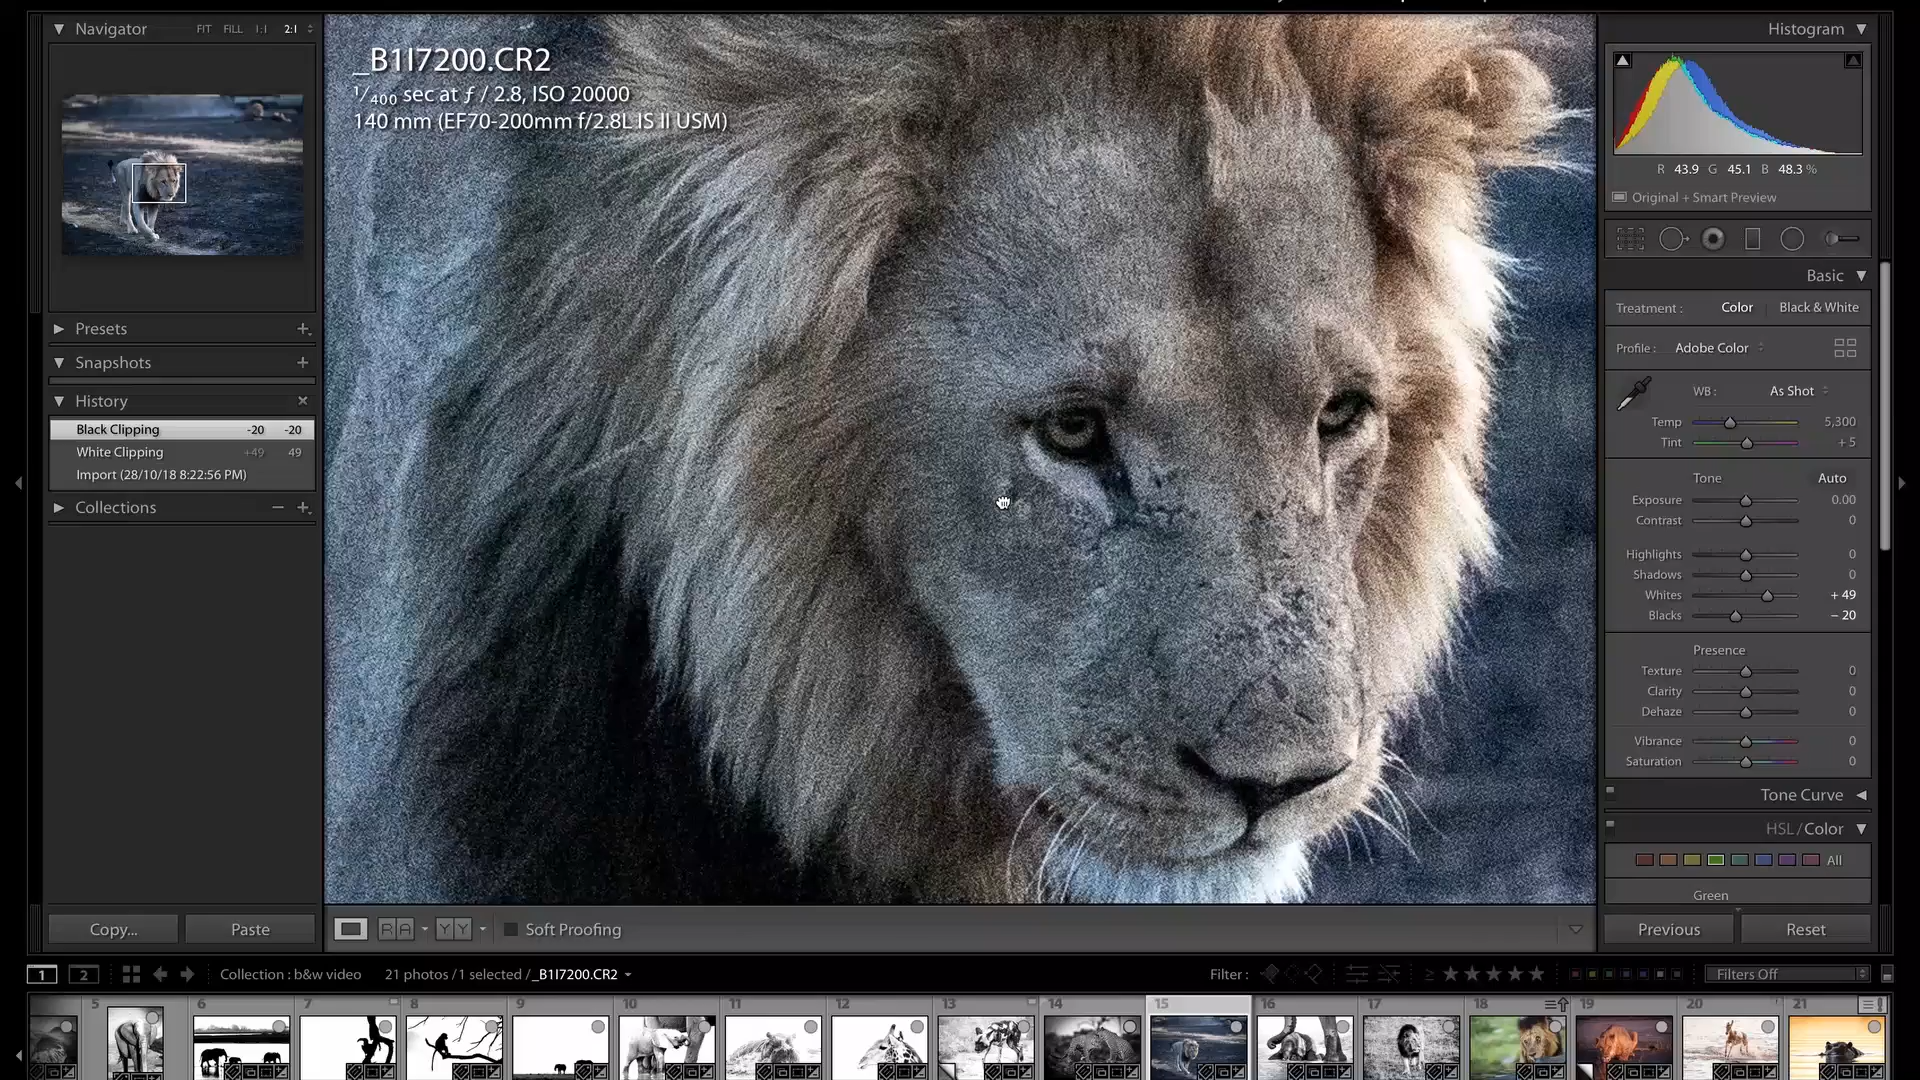 Navigator FIT FILL 1:1 2:1
Presets
Snapshots
History
Black Clipping -20 -20
White Clipping +49 49
Import (28/10/18 8:22:56 PM)
Collections
Copy... Paste
_B1I7200.CR2
1/400 sec at ƒ / 2.8, ISO 20000
140 mm (EF70-200mm f/2.8L IS II USM)
R A Y Y Soft Proofing
Histogram
R 43.9 G 45.1 B 48.3 %
Original + Smart Preview
Basic
Treatment : Color Black & White
Profile : Adobe Color
WB : As Shot
Temp 5,300
Tint + 5
Tone Auto
Exposure 0.00
Contrast 0
Highlights 0
Shadows 0
Whites + 49
Blacks – 20
Presence
Texture 0
Clarity 0
Dehaze 0
Vibrance 0
Saturation 0
Tone Curve
HSL / Color
All
Green
Previous Reset
1 2 Collection : b&w video 21 photos / 1 selected / _B1I7200.CR2 Filter : Filters Off
5 6 7 8 9 10 11 12 13 14 15 16 17 18 19 20 21